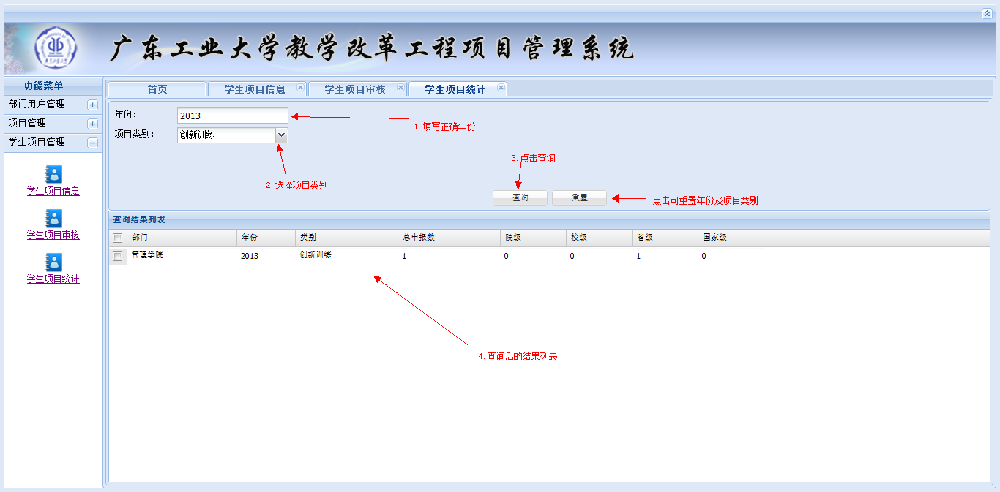 广东工业大学教学改革工程项目管理系统
功能菜单
部门用户管理
项目管理
学生项目管理
学生项目信息
学生项目审核
学生项目统计
首页 学生项目信息 学生项目审核 学生项目统计
年份: 2013
1.填写正确年份
项目类别: 创新训练
2.选择项目类别
3.点击查询
查询 重置
点击可重置年份及项目类别
查询结果列表
部门 年份 类别 总申报数 院级 校级 省级 国家级
管理学院 2013 创新训练 1 0 0 1 0
4.查询后的结果列表